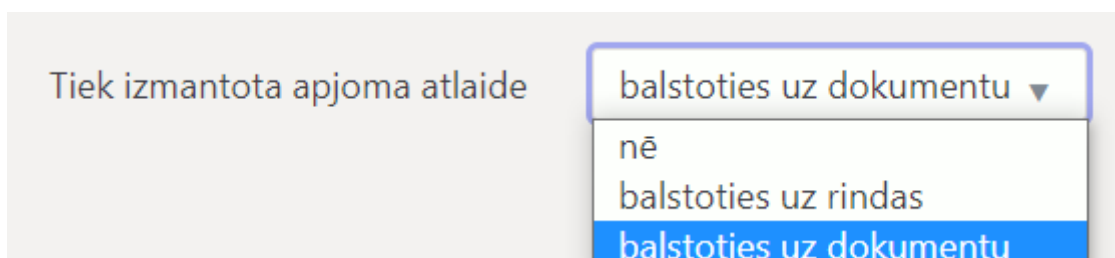 Tiek izmantota apjoma atlaide balstoties uz dokumentu
nē
balstoties uz rindas
balstoties uz dokumentu